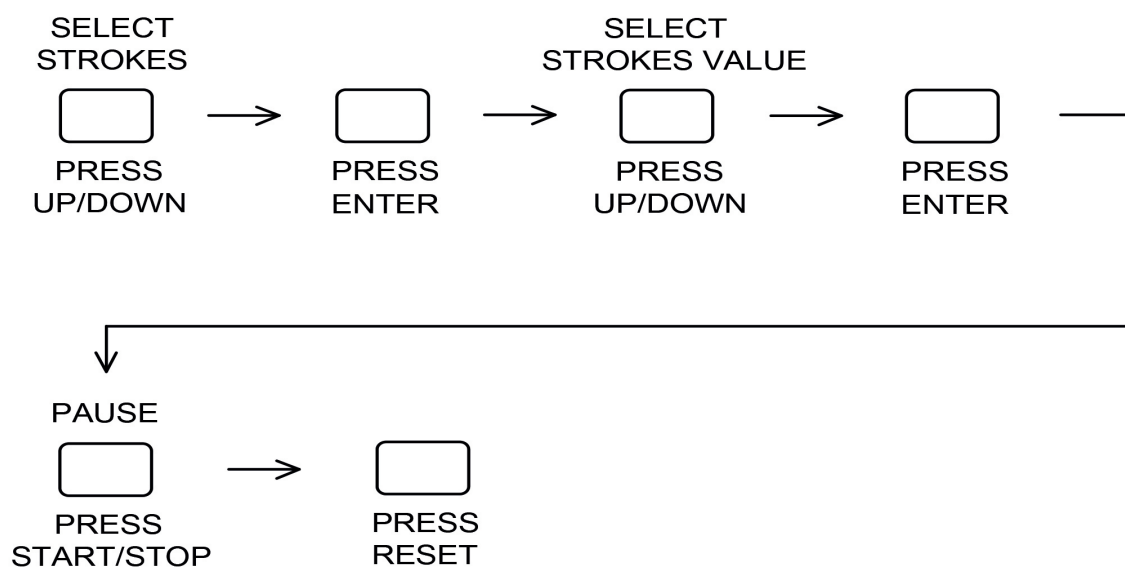 SELECT
STROKES
PRESS
UP/DOWN
PRESS
ENTER
SELECT
STROKES VALUE
PRESS
UP/DOWN
PRESS
ENTER
PAUSE
PRESS
START/STOP
PRESS
RESET